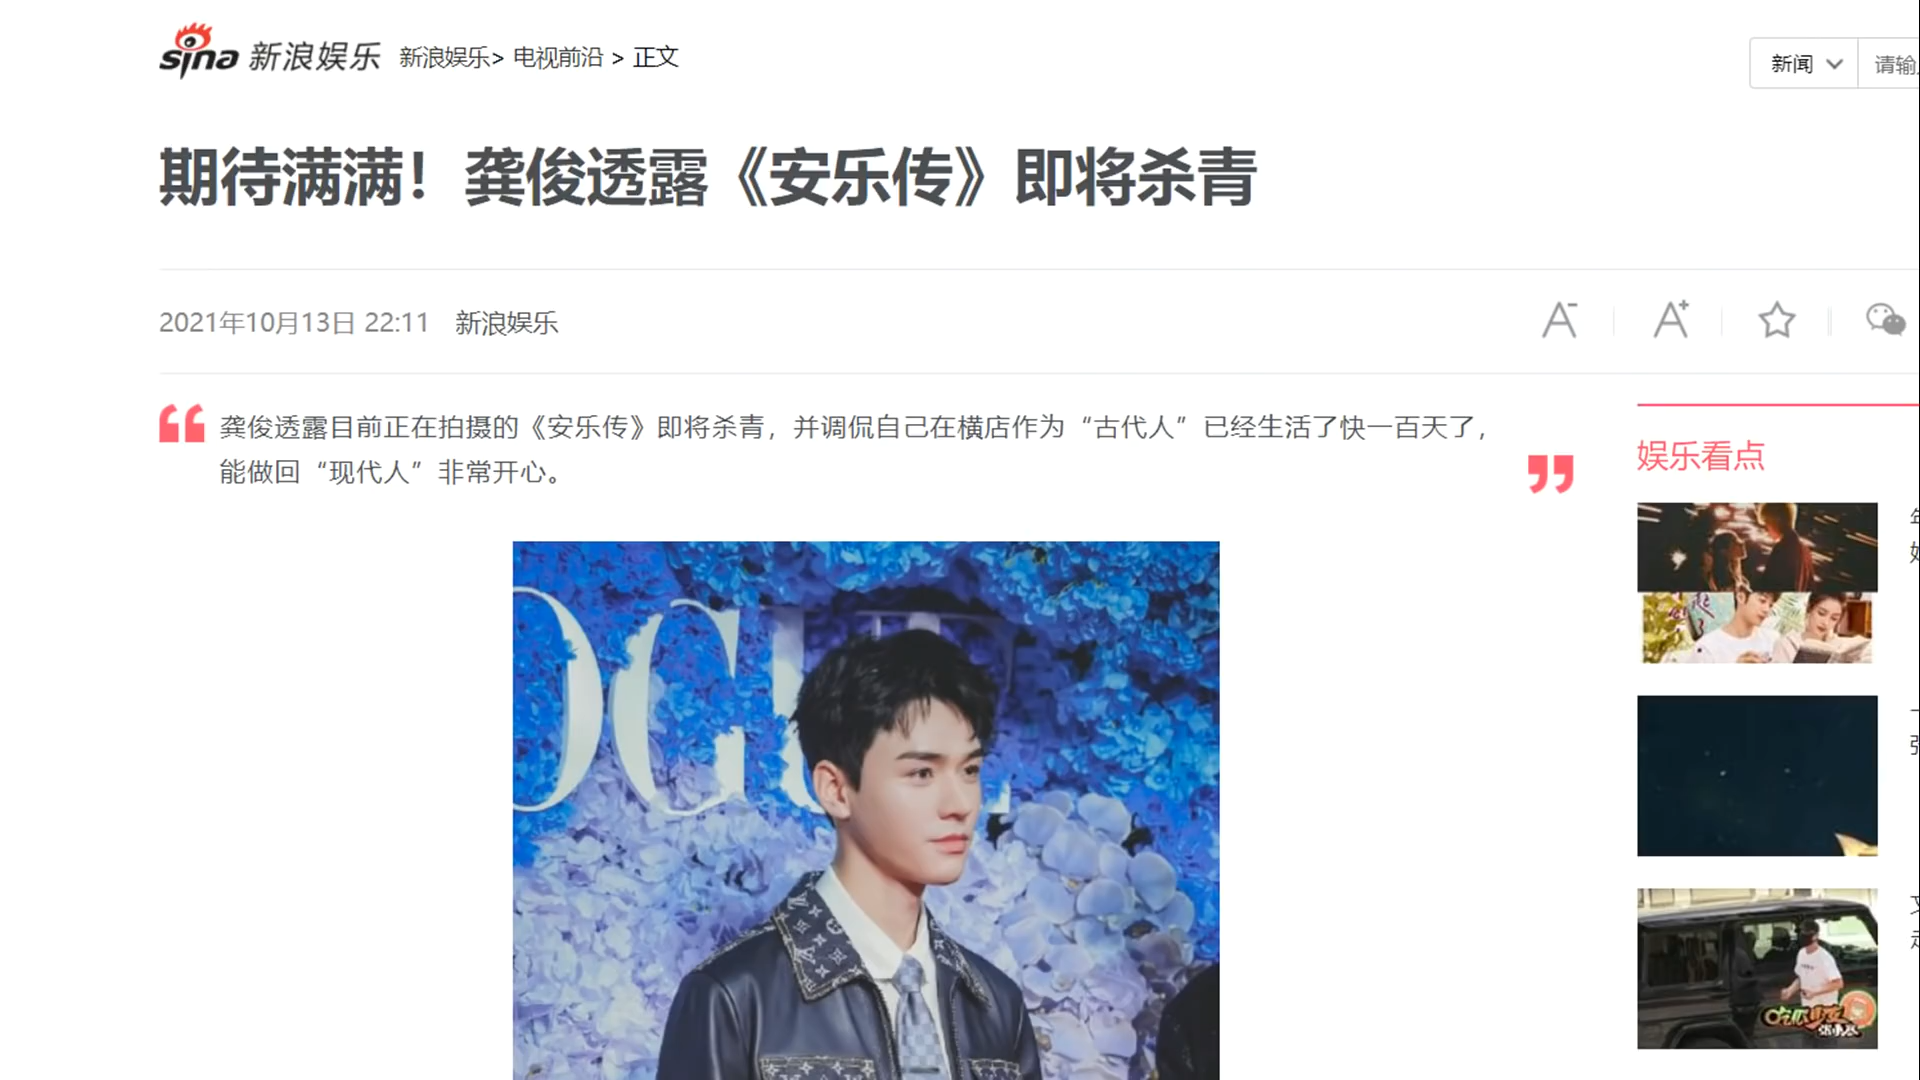 sina 新浪娱乐 新浪娱乐> 电视前沿 > 正文
新闻 请输
期待满满！龚俊透露《安乐传》即将杀青
2021年10月13日 22:11 新浪娱乐
A- A+
龚俊透露目前正在拍摄的《安乐传》即将杀青，并调侃自己在横店作为“古代人”已经生活了快一百天了，
能做回“现代人”非常开心。
娱乐看点
OGUE
吃瓜